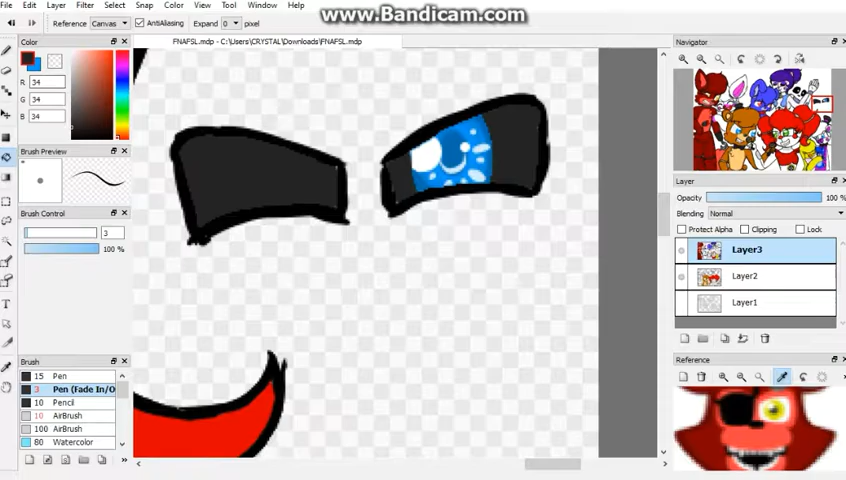 www.Bandicam.com
File Edit Layer Select Snap Color View Tool Window Help
Reference Canvas AntiAliasing Expand 0 pixel
FNAFSL.mdp - C:\Users\CRYSTAL\Downloads\FNAFSL.mdp
Color
R 34
G 34
B 34
Brush Preview
Brush Control
3
100 %
Brush
15 Pen
3 Pen (Fade In/O
10 Pencil
10 AirBrush
100 AirBrush
80 Watercolor
Navigator
Layer
Opacity 100 %
Blending Normal
Protect Alpha Clipping Lock
Layer3
Layer2
Layer1
Reference